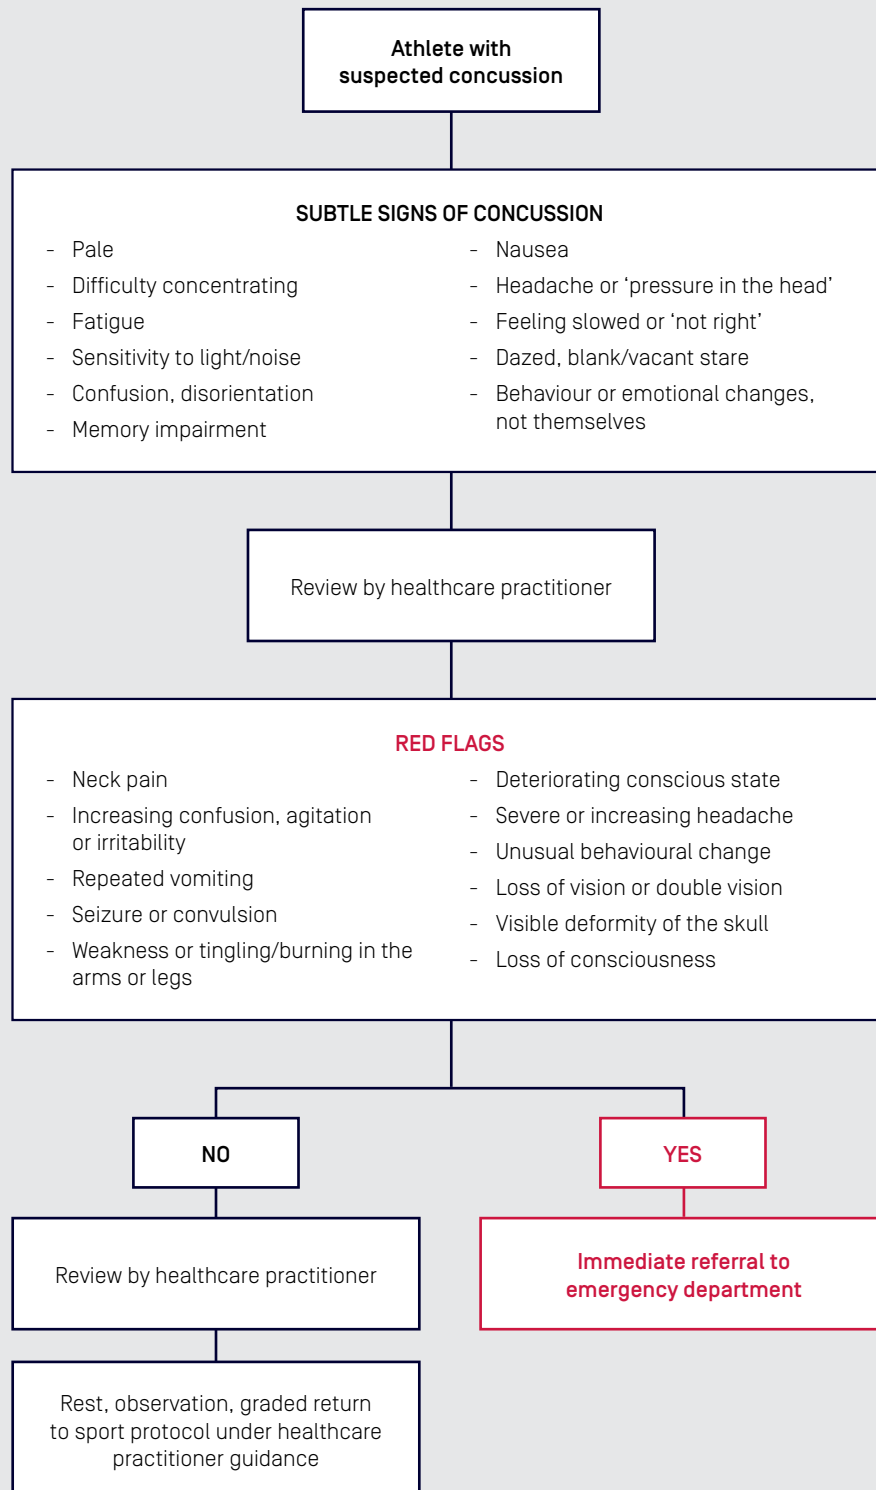 Athlete with
suspected concussion
SUBTLE SIGNS OF CONCUSSION
- Pale
- Difficulty concentrating
- Fatigue
- Sensitivity to light/noise
- Confusion, disorientation
- Memory impairment
- Nausea
- Headache or ‘pressure in the head’
- Feeling slowed or ‘not right’
- Dazed, blank/vacant stare
- Behaviour or emotional changes,
not themselves
Review by healthcare practitioner
RED FLAGS
- Neck pain
- Increasing confusion, agitation
or irritability
- Repeated vomiting
- Seizure or convulsion
- Weakness or tingling/burning in the
arms or legs
- Deteriorating conscious state
- Severe or increasing headache
- Unusual behavioural change
- Loss of vision or double vision
- Visible deformity of the skull
- Loss of consciousness
NO
Review by healthcare practitioner
Rest, observation, graded return
to sport protocol under healthcare
practitioner guidance
YES
Immediate referral to
emergency department